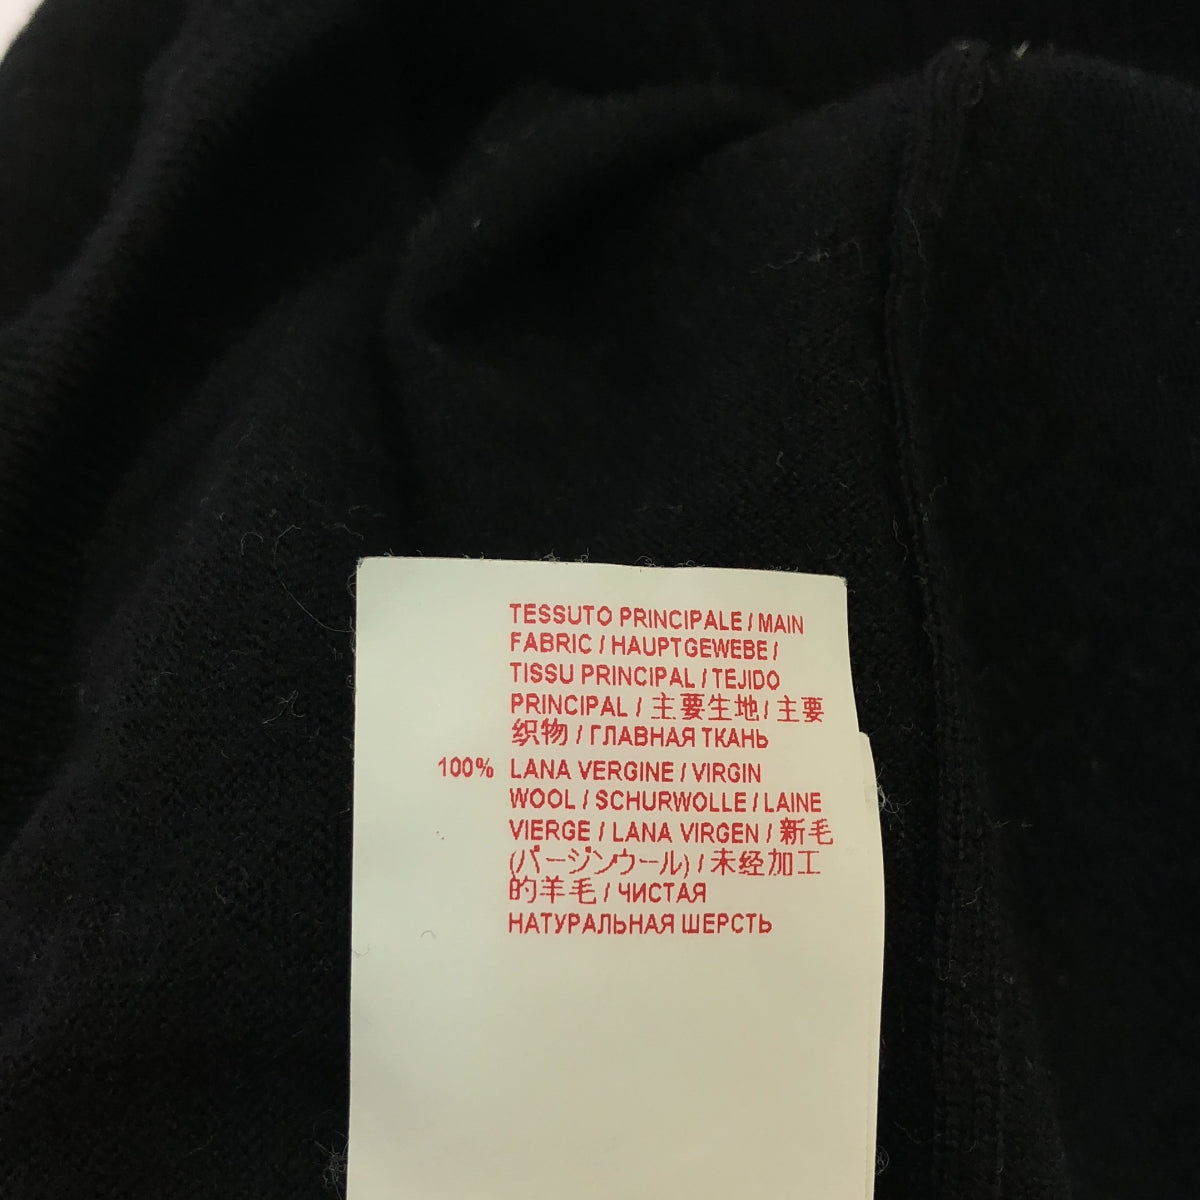 TESSUTO PRINCIPALE / MAIN
FABRIC / HAUPTGEWEBE /
TISSU PRINCIPAL / TEJIDO
PRINCIPAL / 主要生地 / 主要
织物 / ГЛАВНАЯ ТКАНЬ
100% LANA VERGINE / VIRGIN
WOOL / SCHURWOLLE / LAINE
VIERGE / LANA VIRGEN / 新毛
(バージンウール) / 未经加工
的羊毛 / ЧИСТАЯ
НАТУРАЛЬНАЯ ШЕРСТЬ